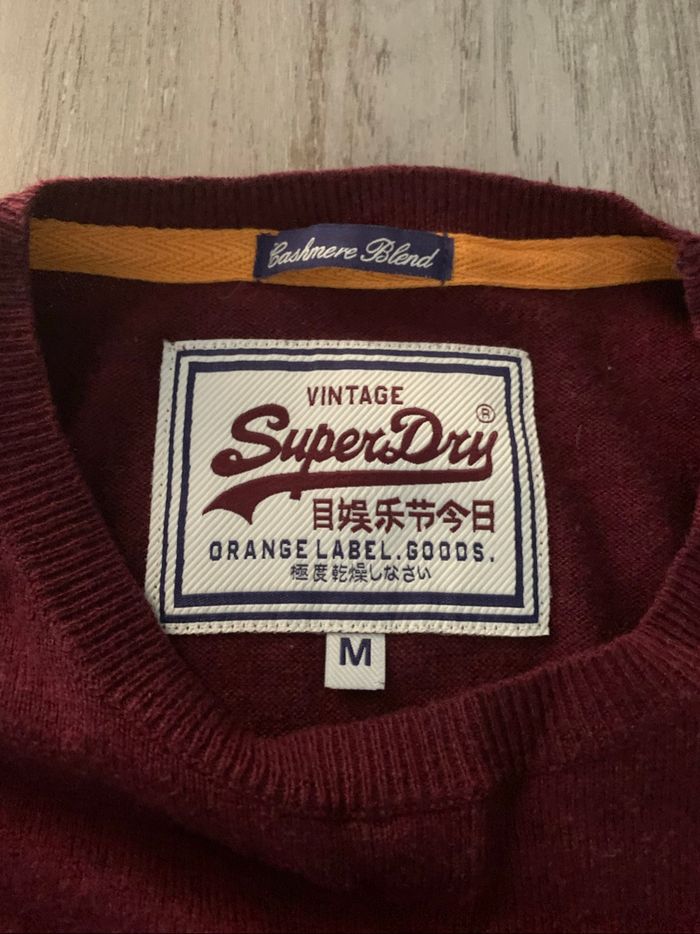 Cashmere Blend
VINTAGE
SuperDry ®
目娱乐节今日
ORANGE LABEL.GOODS.
極度乾燥しなさい
M